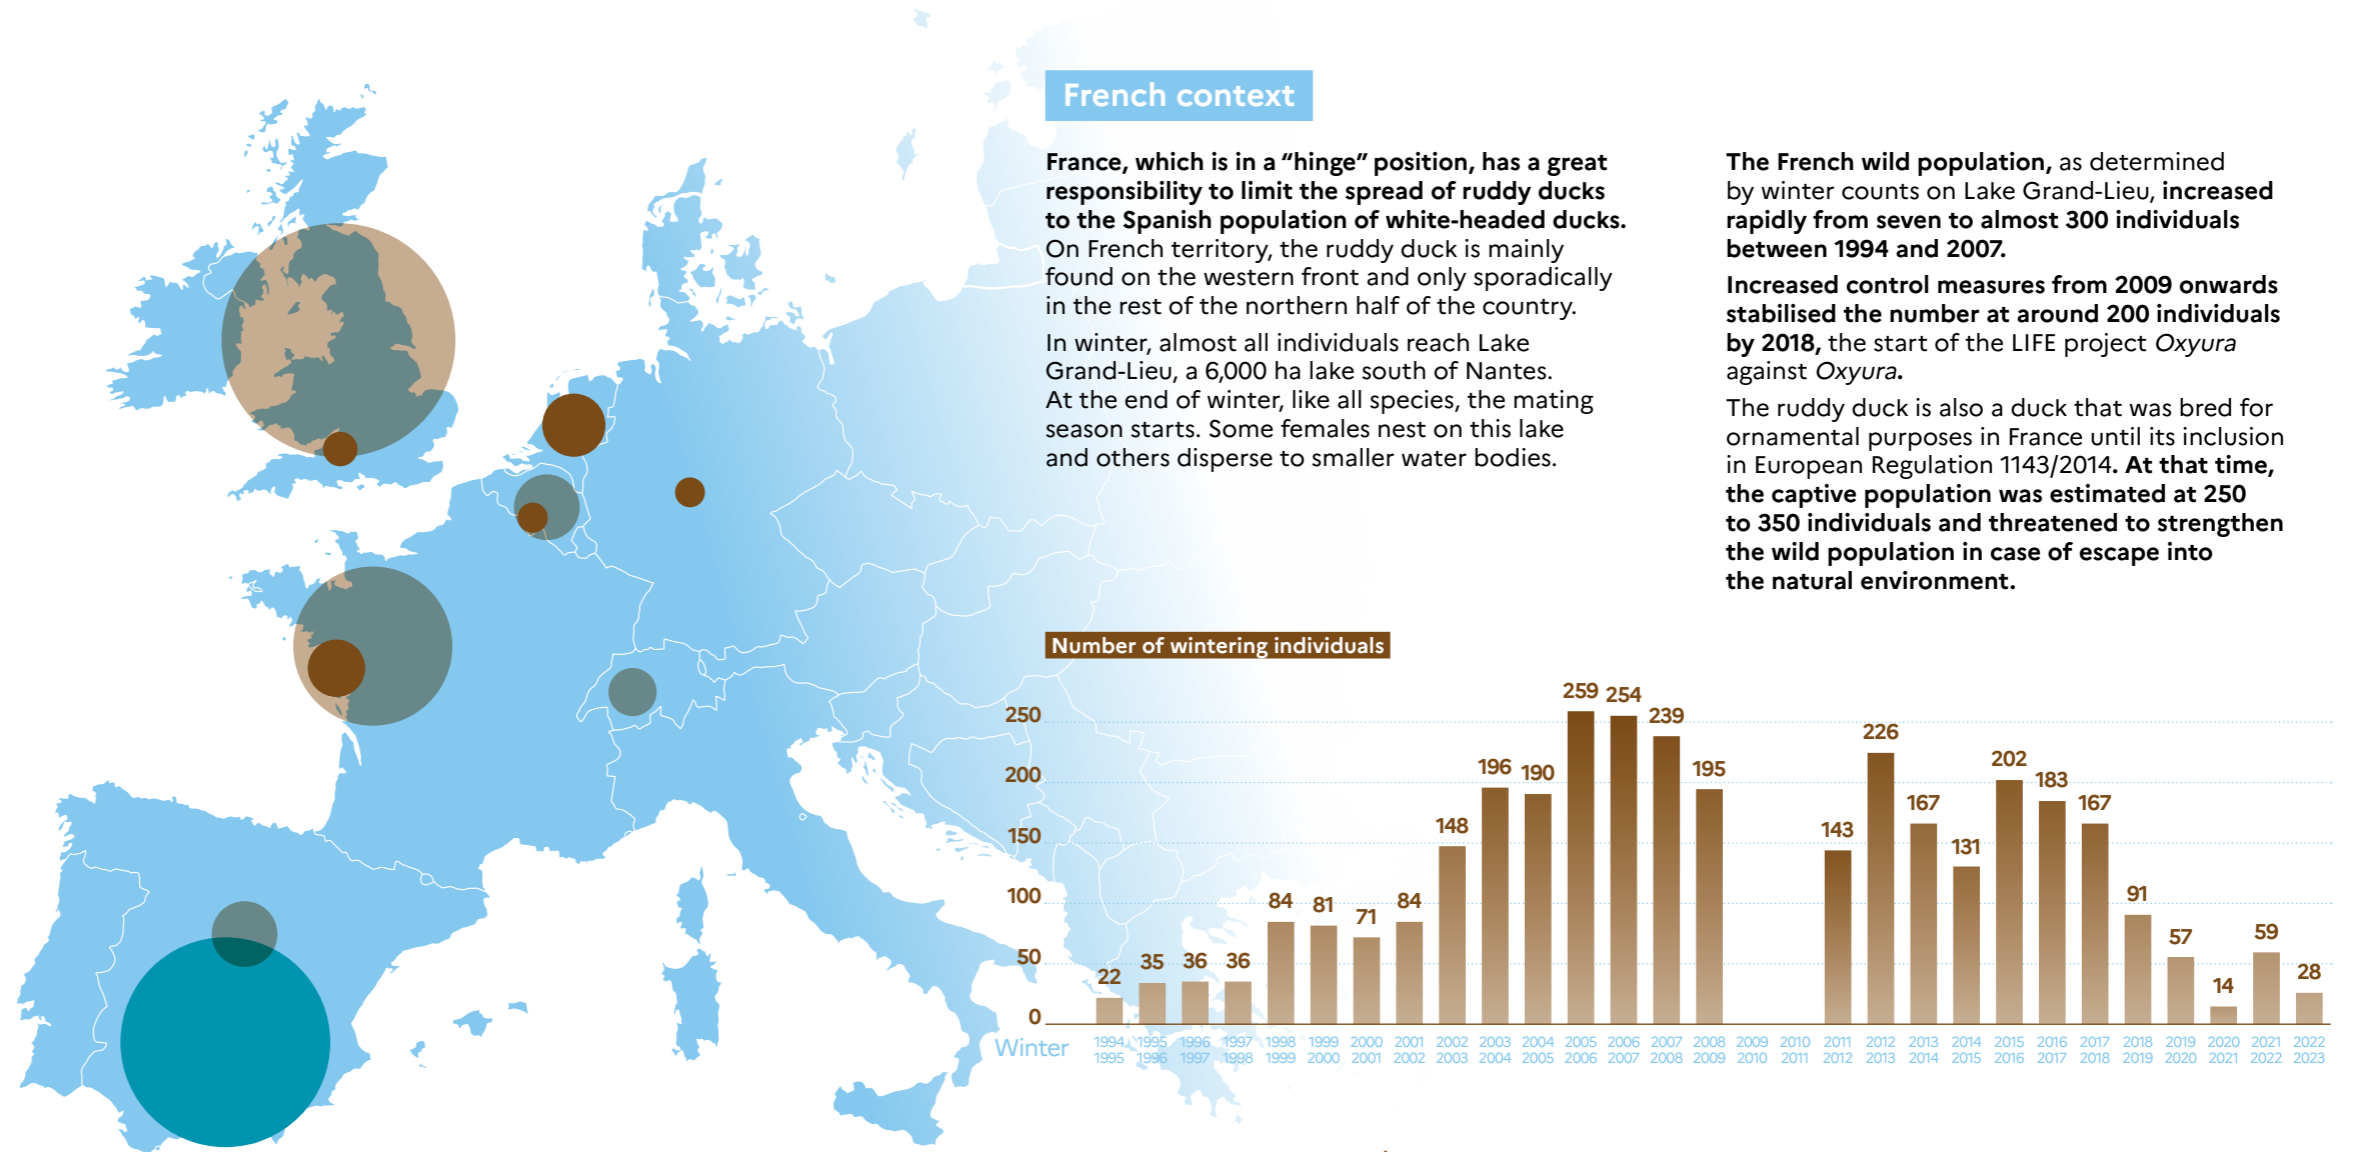 French context
France, which is in a “hinge” position, has a great
responsibility to limit the spread of ruddy ducks
to the Spanish population of white-headed ducks.
On French territory, the ruddy duck is mainly
found on the western front and only sporadically
in the rest of the northern half of the country.
In winter, almost all individuals reach Lake
Grand-Lieu, a 6,000 ha lake south of Nantes.
At the end of winter, like all species, the mating
season starts. Some females nest on this lake
and others disperse to smaller water bodies.
The French wild population, as determined
by winter counts on Lake Grand-Lieu, increased
rapidly from seven to almost 300 individuals
between 1994 and 2007.
Increased control measures from 2009 onwards
stabilised the number at around 200 individuals
by 2018, the start of the LIFE project Oxyura
against Oxyura.
The ruddy duck is also a duck that was bred for
ornamental purposes in France until its inclusion
in European Regulation 1143/2014. At that time,
the captive population was estimated at 250
to 350 individuals and threatened to strengthen
the wild population in case of escape into
the natural environment.
Number of wintering individuals
250
200
150
100
50
0
22 35 36 36 84 81 71 84 148 196 190 259 254 239 195 143 226 167 131 202 183 167 91 57 14 59 28
Winter
1994 1995 1996 1997 1998 1999 2000 2001 2002 2003 2004 2005 2006 2007 2008 2009 2010 2011 2012 2013 2014 2015 2016 2017 2018 2019 2020 2021 2022
1995 1996 1997 1998 1999 2000 2001 2002 2003 2004 2005 2006 2007 2008 2009 2010 2011 2012 2013 2014 2015 2016 2017 2018 2019 2020 2021 2022 2023